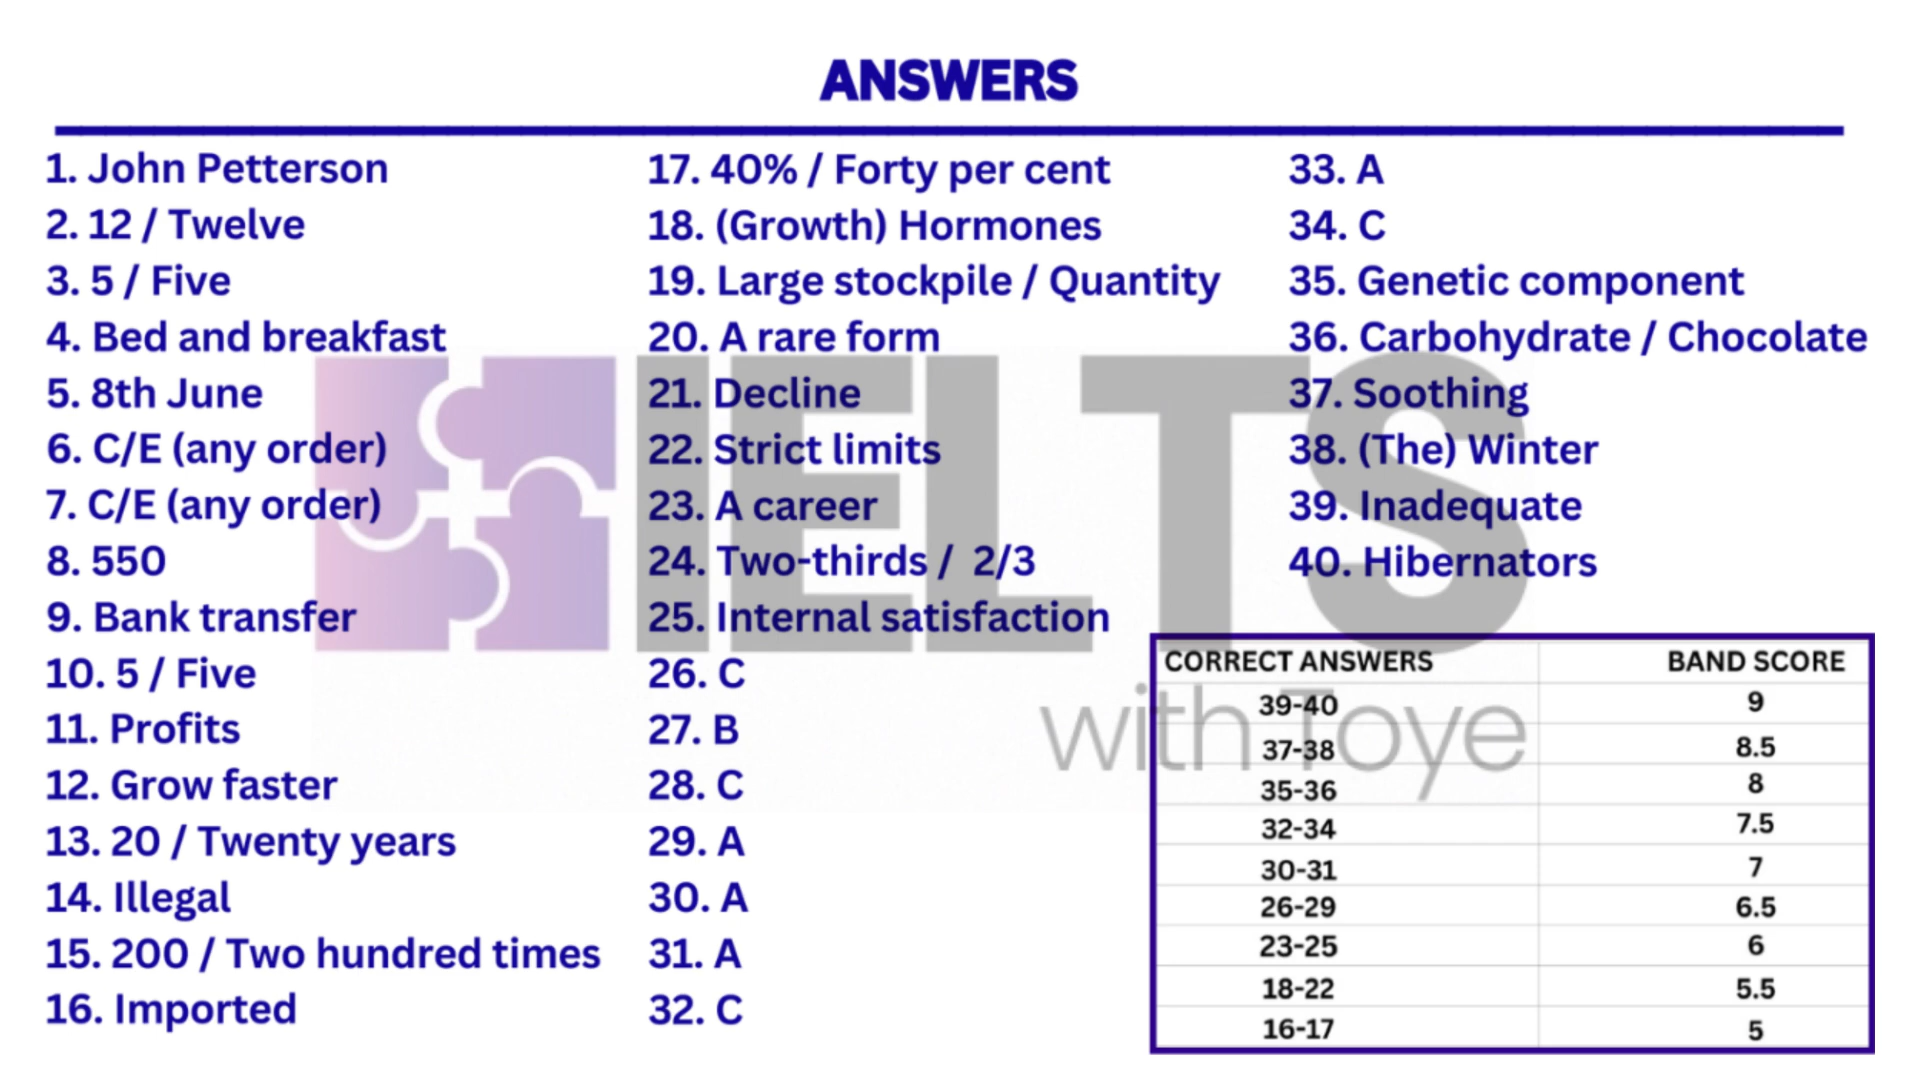 ANSWERS
1. John Petterson
2. 12 / Twelve
3. 5 / Five
4. Bed and breakfast
5. 8th June
6. C/E (any order)
7. C/E (any order)
8. 550
9. Bank transfer
10. 5 / Five
11. Profits
12. Grow faster
13. 20 / Twenty years
14. Illegal
15. 200 / Two hundred times
16. Imported
17. 40% / Forty per cent
18. (Growth) Hormones
19. Large stockpile / Quantity
20. A rare form
21. Decline
22. Strict limits
23. A career
24. Two-thirds / 2/3
25. Internal satisfaction
26. C
27. B
28. C
29. A
30. A
31. A
32. C
33. A
34. C
35. Genetic component
36. Carbohydrate / Chocolate
37. Soothing
38. (The) Winter
39. Inadequate
40. Hibernators
CORRECT ANSWERS BAND SCORE
39-40 9
37-38 8.5
35-36 8
32-34 7.5
30-31 7
26-29 6.5
23-25 6
18-22 5.5
16-17 5
IELTS
with Toye